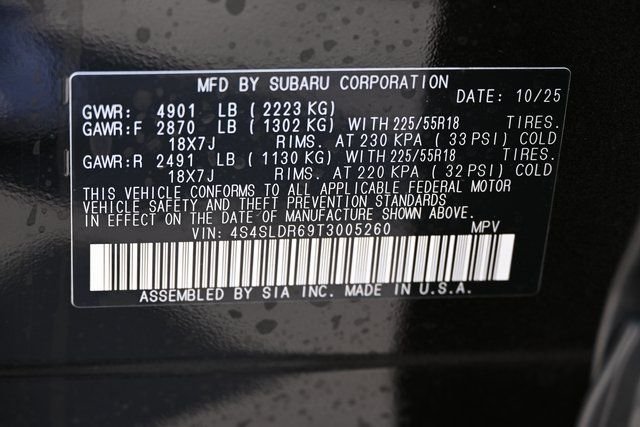 MFD BY SUBARU CORPORATION
DATE: 10/25
GVWR: 4901 LB ( 2223 KG)
GAWR:F 2870 LB ( 1302 KG) WITH 225/55R18 TIRES.
18X7J RIMS. AT 230 KPA ( 33 PSI) COLD
GAWR:R 2491 LB ( 1130 KG) WITH 225/55R18 TIRES.
18X7J RIMS. AT 220 KPA ( 32 PSI) COLD
THIS VEHICLE CONFORMS TO ALL APPLICABLE FEDERAL MOTOR
VEHICLE SAFETY AND THEFT PREVENTION STANDARDS
IN EFFECT ON THE DATE OF MANUFACTURE SHOWN ABOVE.
VIN: 4S4SLDR69T3005260 MPV
ASSEMBLED BY SIA INC. MADE IN U.S.A.